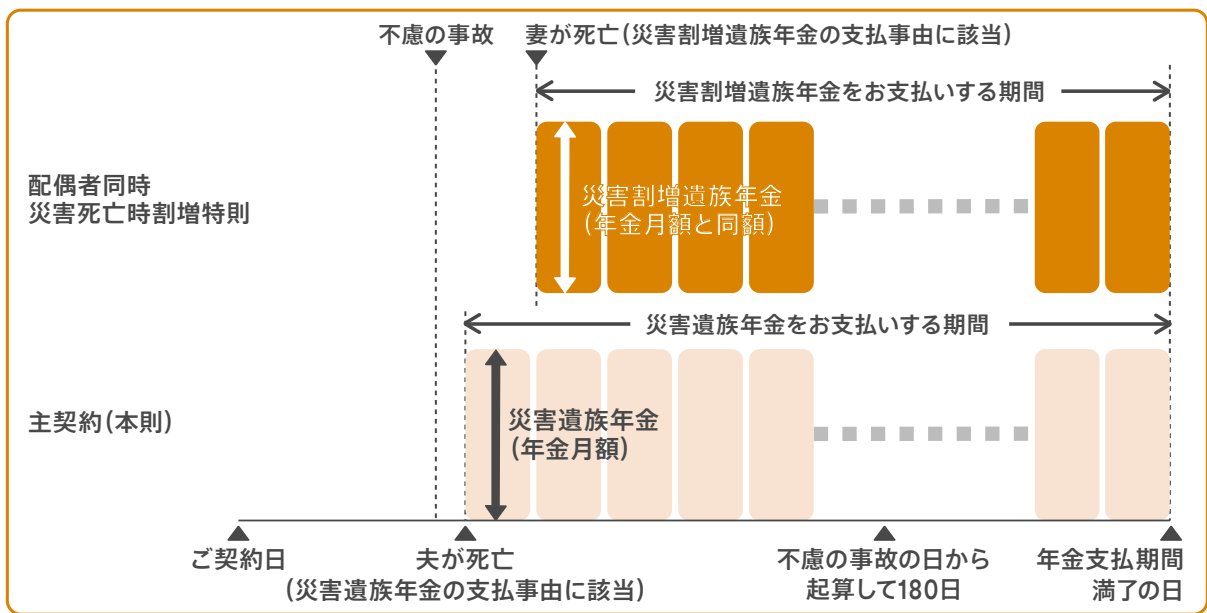 不慮の事故
妻が死亡(災害割増遺族年金の支払事由に該当)
災害割増遺族年金をお支払いする期間
配偶者同時
災害死亡時割増特則
災害割増遺族年金
(年金月額と同額)
災害遺族年金をお支払いする期間
主契約(本則)
災害遺族年金
(年金月額)
ご契約日
夫が死亡
(災害遺族年金の支払事由に該当)
不慮の事故の日から
起算して180日
年金支払期間
満了の日